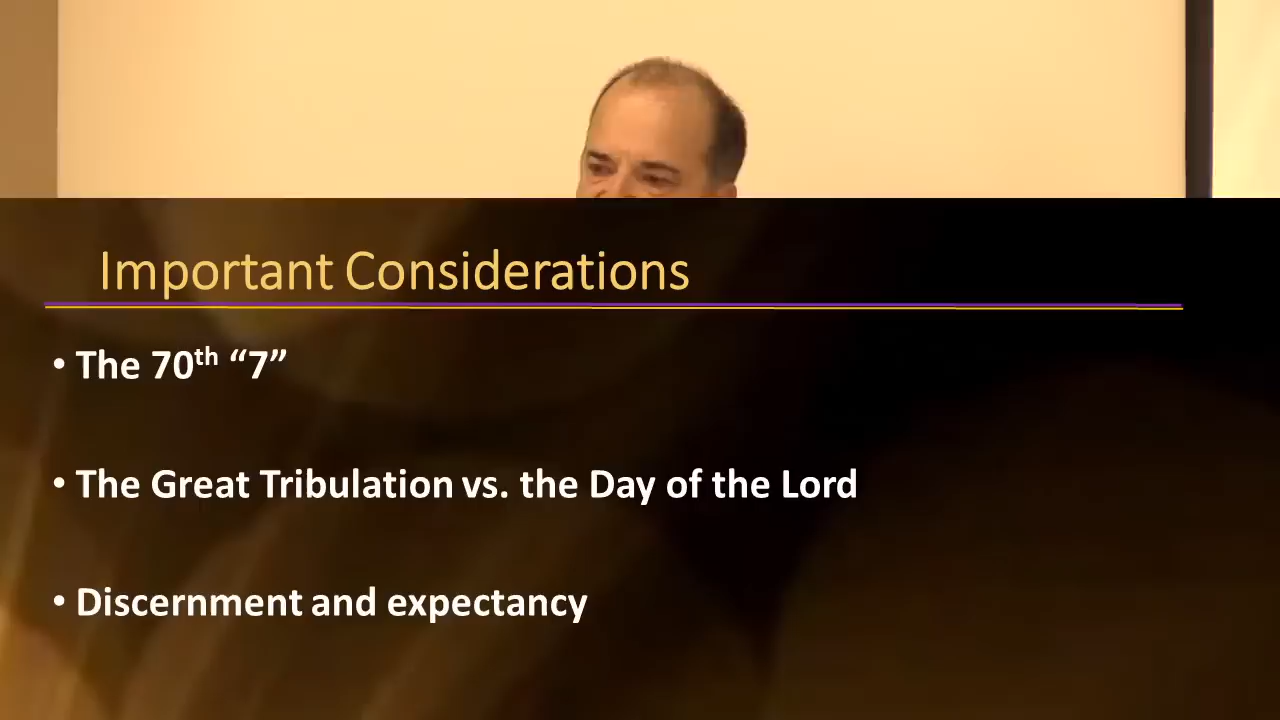 Important Considerations
• The 70th “7”
• The Great Tribulation vs. the Day of the Lord
• Discernment and expectancy